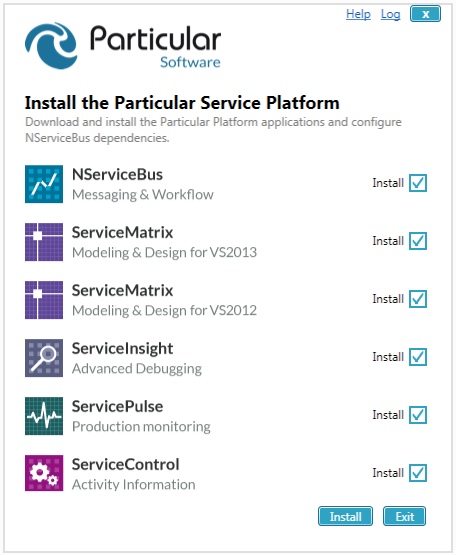 Help Log x
Particular
Software
Install the Particular Service Platform
Download and install the Particular Platform applications and configure
NServiceBus dependencies.
NServiceBus
Messaging & Workflow
Install
ServiceMatrix
Modeling & Design for VS2013
Install
ServiceMatrix
Modeling & Design for VS2012
Install
ServiceInsight
Advanced Debugging
Install
ServicePulse
Production monitoring
Install
ServiceControl
Activity Information
Install
Install Exit